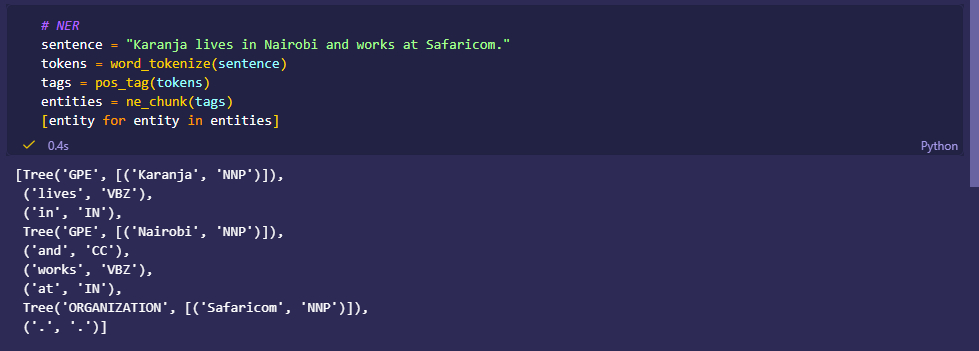 # NER
sentence = "Karanja lives in Nairobi and works at Safaricom."
tokens = word_tokenize(sentence)
tags = pos_tag(tokens)
entities = ne_chunk(tags)
[entity for entity in entities]
✓ 0.4s Python
[Tree('GPE', [('Karanja', 'NNP')]),
('lives', 'VBZ'),
('in', 'IN'),
Tree('GPE', [('Nairobi', 'NNP')]),
('and', 'CC'),
('works', 'VBZ'),
('at', 'IN'),
Tree('ORGANIZATION', [('Safaricom', 'NNP')]),
('.', '.')]